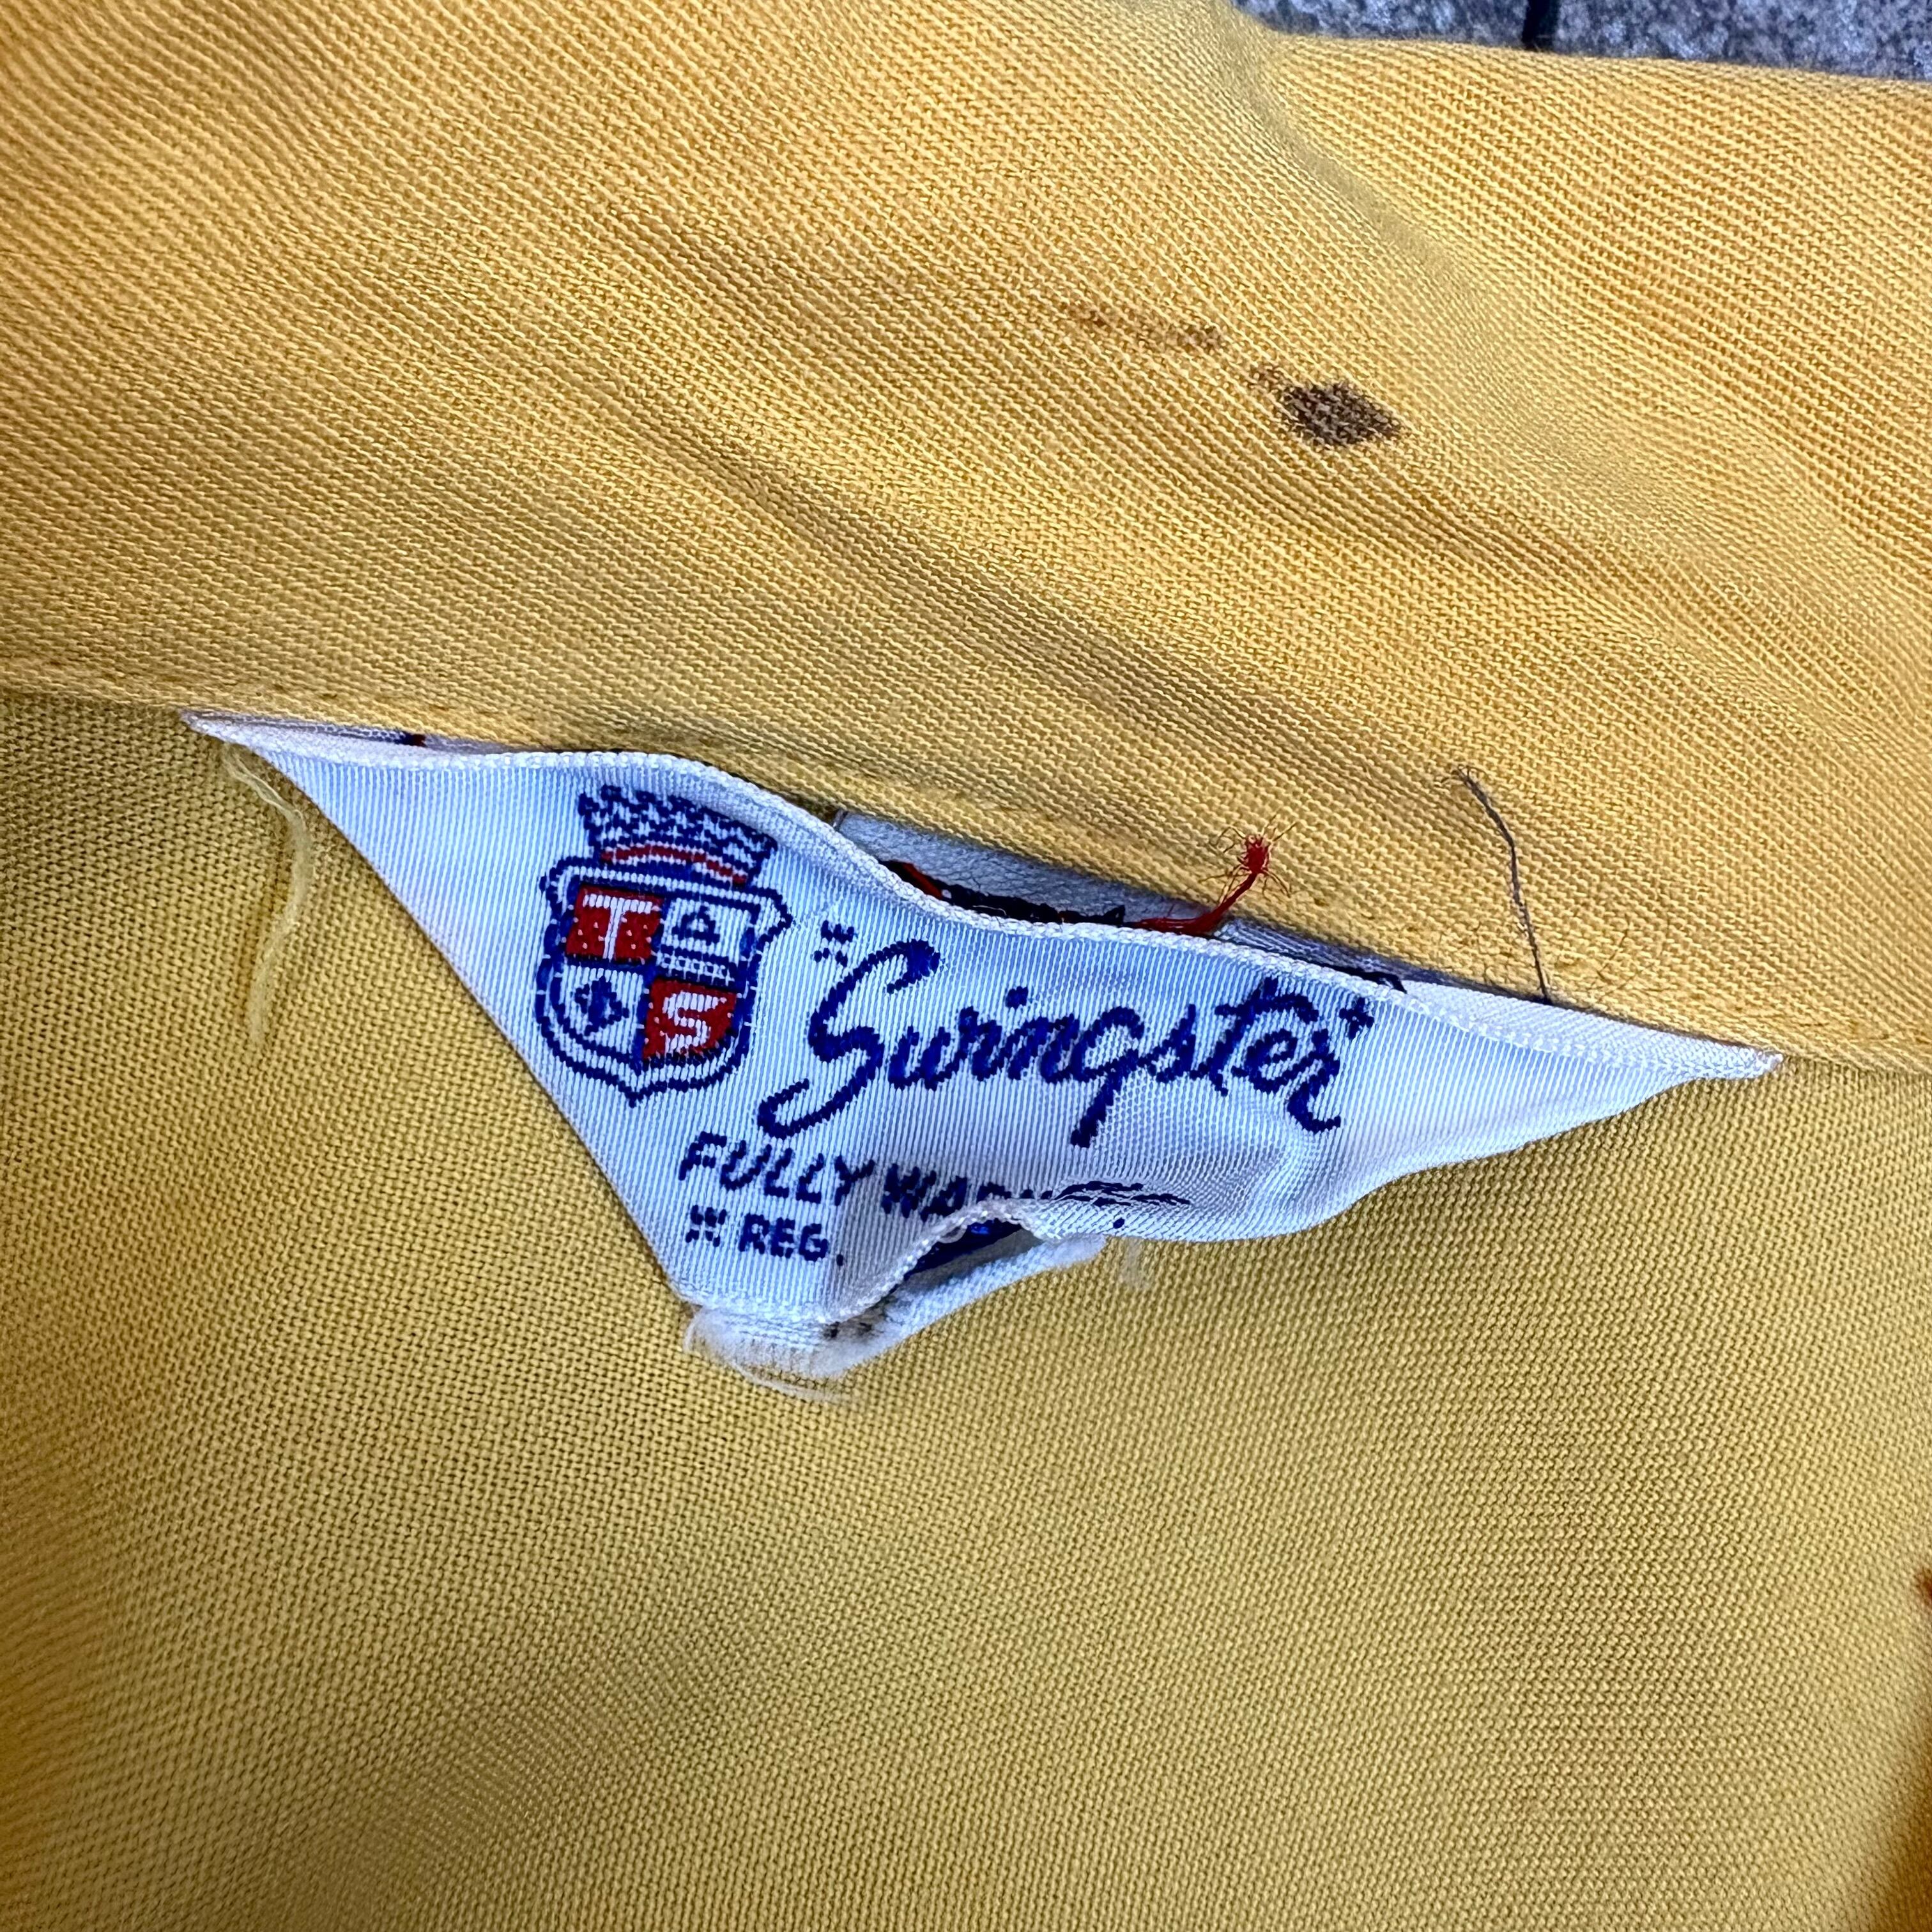 T
S
*Swingster+
FULLY
* REG.